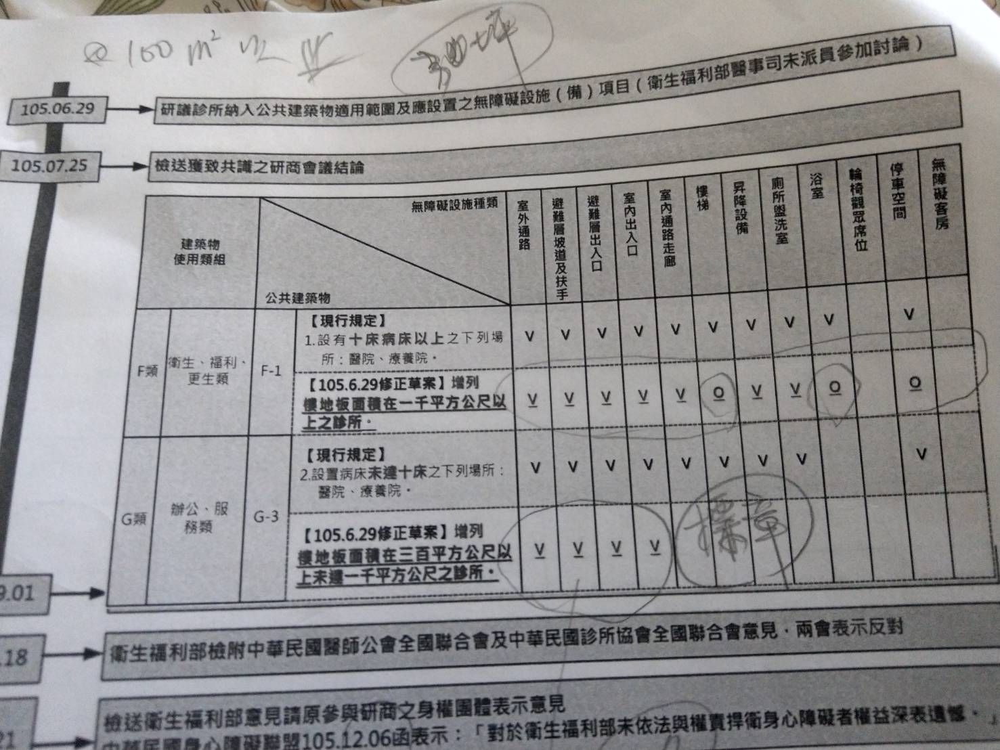 100 m²
105.06.29
研議診所納入公共建築物適用範圍及應設置之無障礙設施（備）項目（衛生福利部醫事司未派員參加討論）
105.07.25
檢送獲致共識之研商會議結論
建築物
使用類組
無障礙設施種類
公共建築物
室外通路
避難層坡道及扶手
避難層出入口
室內出入口
室內通路走廊
樓梯
昇降設備
廁所盥洗室
浴室
輪椅觀眾席位
停車空間
無障礙客房
F類
衛生、福利、
更生類
F-1
【現行規定】
1.設有十床病床以上之下列場
所：醫院、療養院。
V V V V V V V V V V
【105.6.29修正草案】增列
樓地板面積在一千平方公尺以
上之診所。
V V V V V O V V O O
G類
辦公、服
務類
G-3
【現行規定】
2.設置病床未達十床之下列場所：
醫院、療養院。
V V V V V V V V V
【105.6.29修正草案】增列
樓地板面積在三百平方公尺以
上未達一千平方公尺之診所。
V V V V
標章
9.01
.18
衛生福利部檢附中華民國醫師公會全國聯合會及中華民國診所協會全國聯合會意見，兩會表示反對
21
檢送衛生福利部意見請原參與研商之身權團體表示意見
中華民國身心障礙聯盟105.12.06函表示：「對於衛生福利部未依法與權責捍衛身心障礙者權益深表遺憾。」